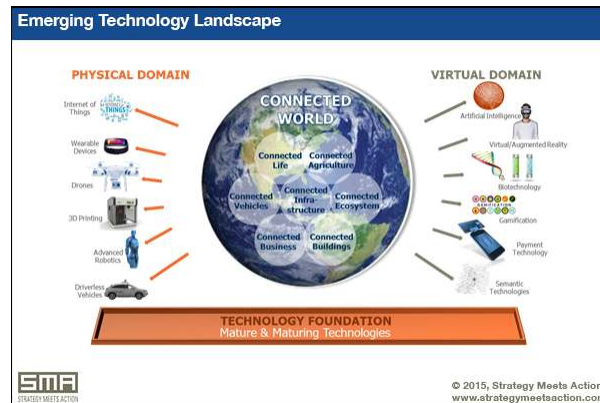 Emerging Technology Landscape
PHYSICAL DOMAIN
Internet of
Things
THINGS
Wearable
Devices
Drones
3D Printing
Advanced
Robotics
Driverless
Vehicles
CONNECTED
WORLD
Connected
Life
Connected
Agriculture
Connected
Vehicles
Connected
Infra-
structure
Connected
Ecosystem
Connected
Business
Connected
Buildings
VIRTUAL DOMAIN
Artificial Intelligence
Virtual/Augmented Reality
Biotechnology
GAMIFICATION
Gamification
Payment
Technology
Semantic
Technologies
TECHNOLOGY FOUNDATION
Mature & Maturing Technologies
SMA
STRATEGY MEETS ACTION
© 2015, Strategy Meets Action
www.strategymeetsaction.com